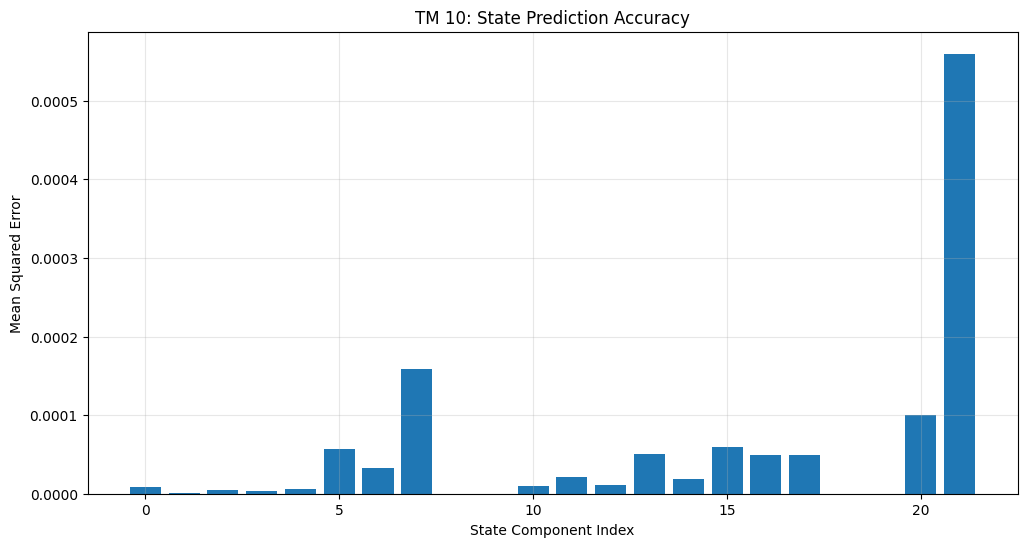 TM 10: State Prediction Accuracy
Mean Squared Error
0.0005
0.0004
0.0003
0.0002
0.0001
0.0000
0 5 10 15 20
State Component Index